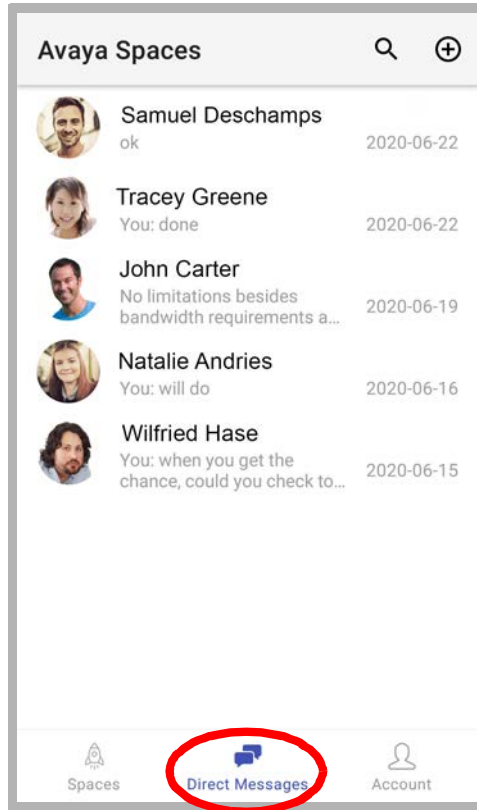 Avaya Spaces
Samuel Deschamps
ok
2020-06-22
Tracey Greene
You: done
2020-06-22
John Carter
No limitations besides
bandwidth requirements a...
2020-06-19
Natalie Andries
You: will do
2020-06-16
Wilfried Hase
You: when you get the
chance, could you check to...
2020-06-15
Spaces
Direct Messages
Account